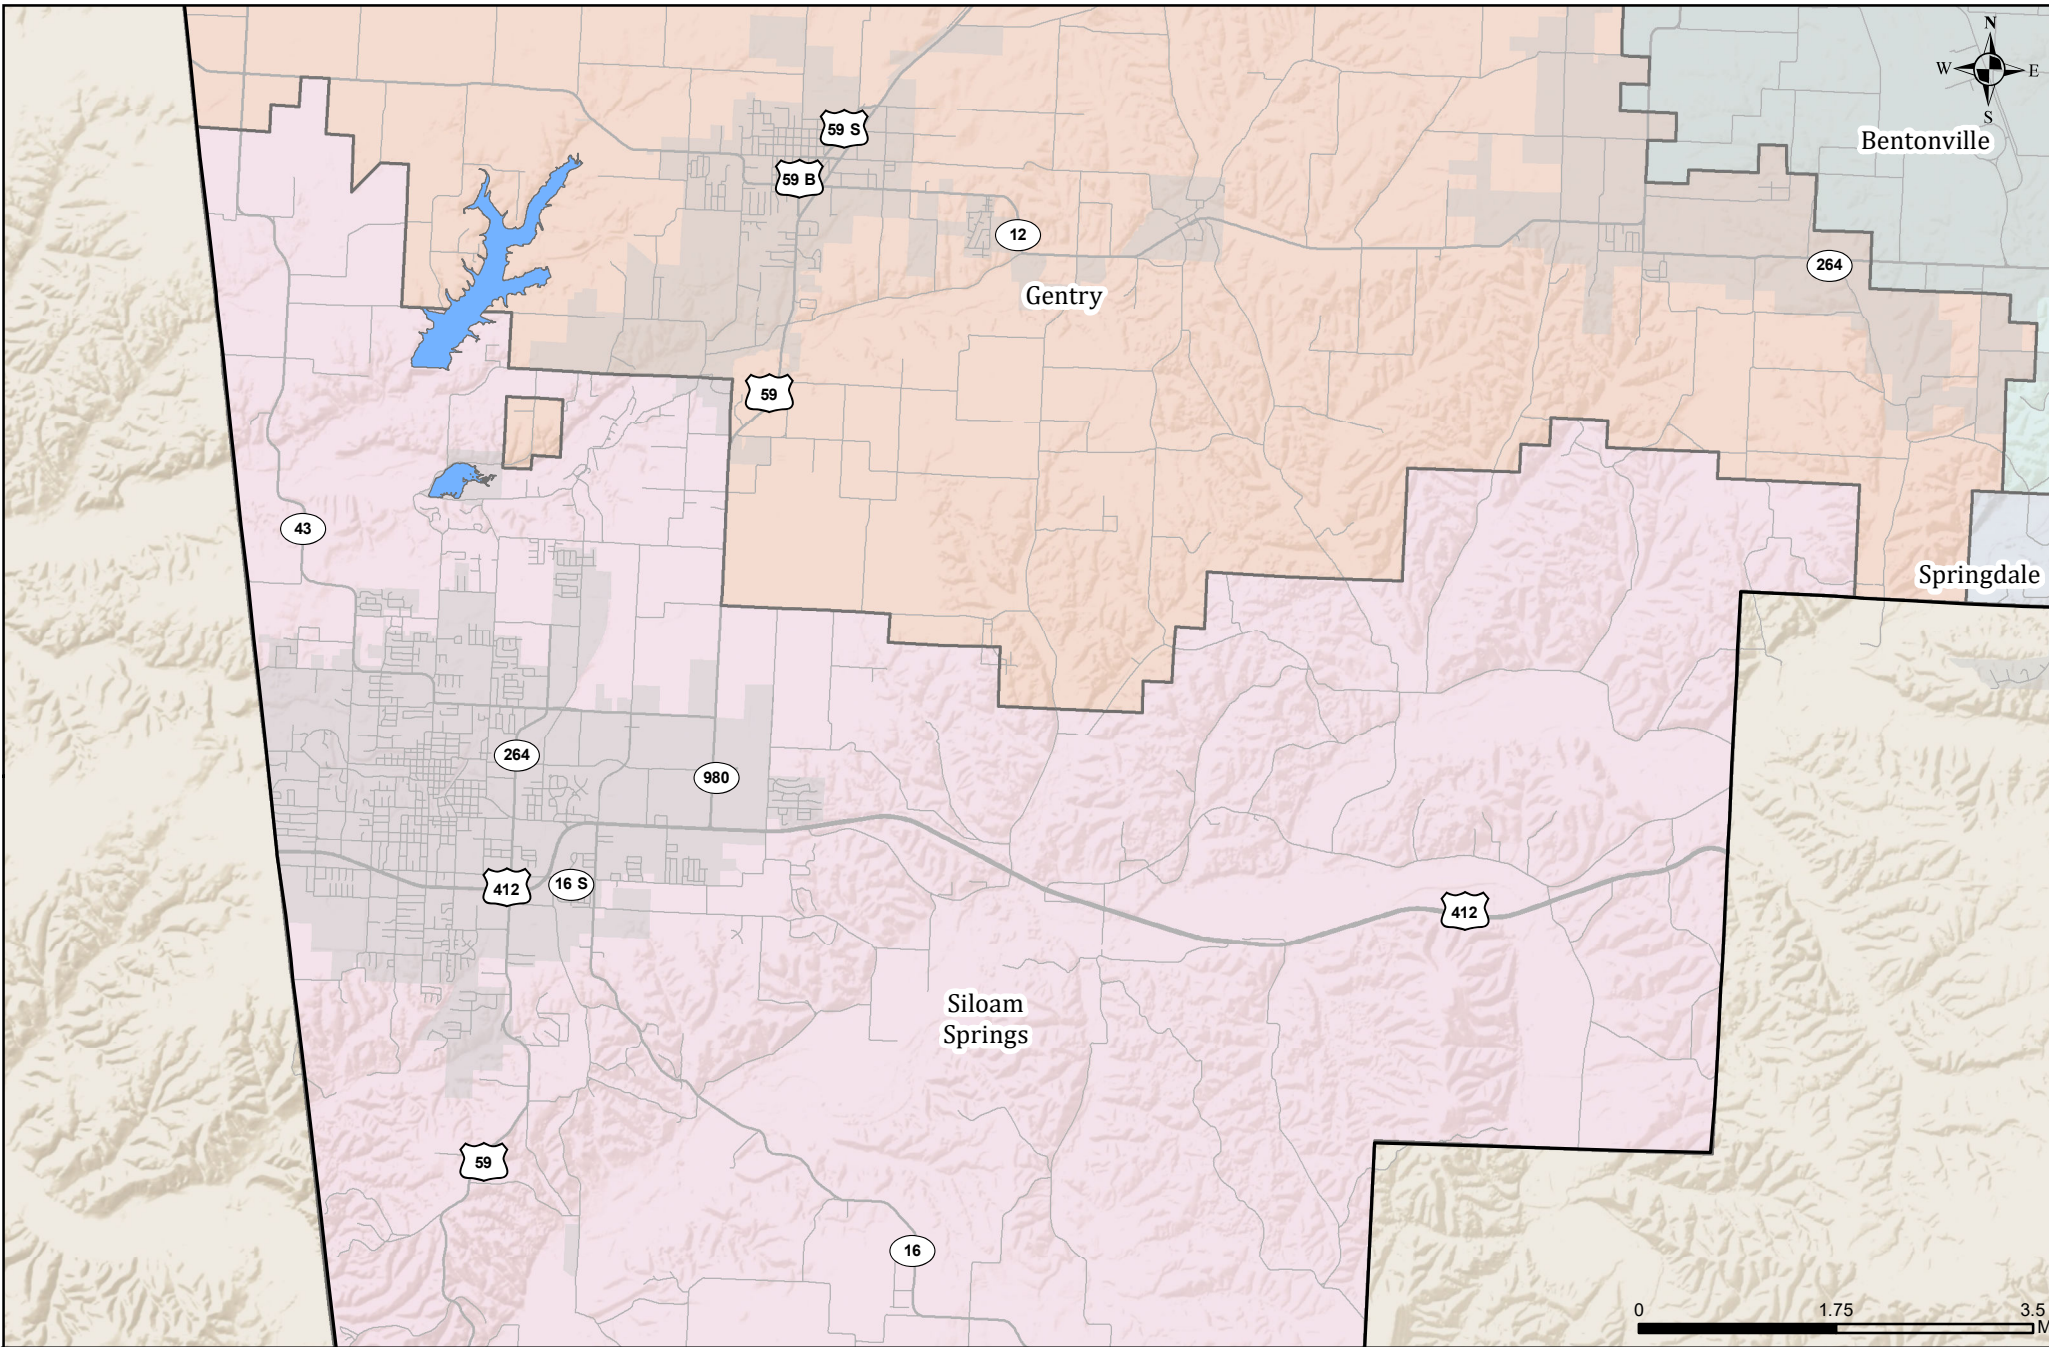 N
W E
S
Bentonville
59 S
59 B
12
264
Gentry
59
43
Springdale
264
980
412
16 S
412
Siloam
Springs
59
16
0 1.75 3.5
M